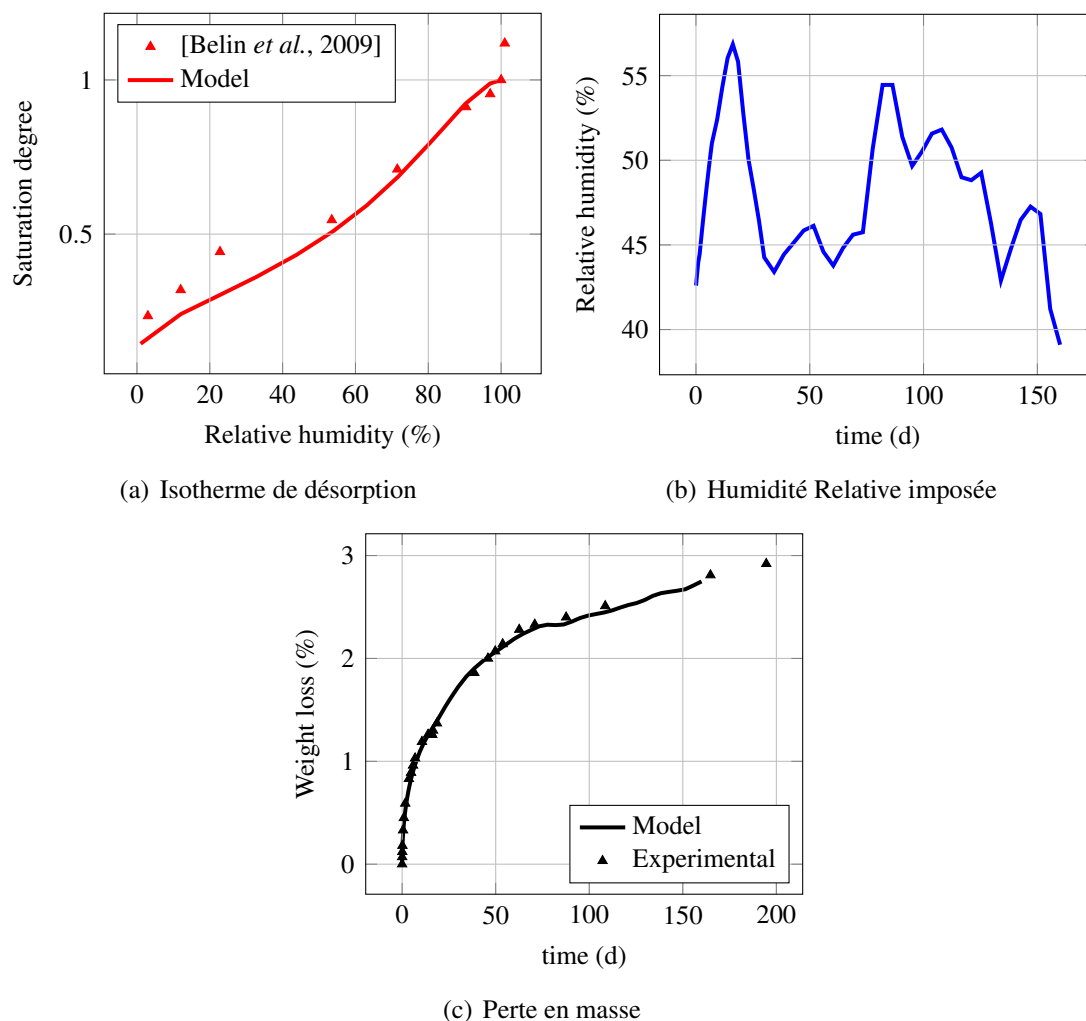 [Belin et al., 2009]
Model
1
0.5
Saturation degree
0 20 40 60 80 100
Relative humidity (%)
(a) Isotherme de désorption
55
50
45
40
Relative humidity (%)
0 50 100 150
time (d)
(b) Humidité Relative imposée
3
2
1
0
Weight loss (%)
Model
Experimental
0 50 100 150 200
time (d)
(c) Perte en masse